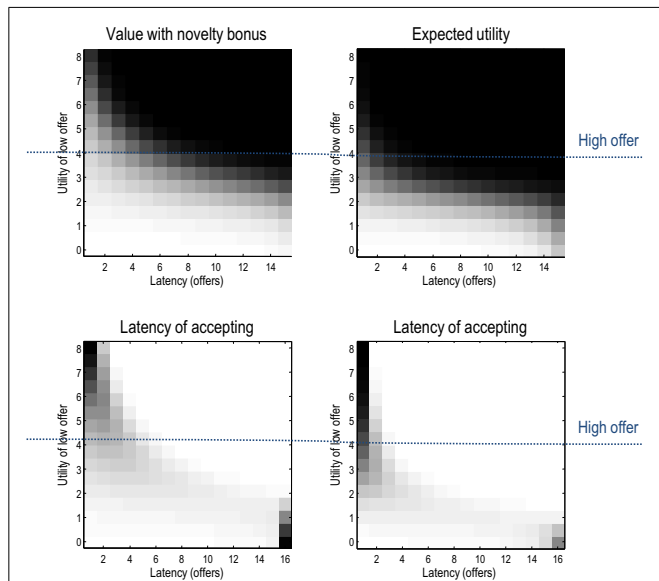 Value with novelty bonus
Expected utility
8
7
6
5
4
3
2
1
0
Utility of low offer
2 4 6 8 10 12 14
Latency (offers)
8
7
6
5
4
3
2
1
0
Utility of low offer
2 4 6 8 10 12 14
Latency (offers)
High offer
Latency of accepting
Latency of accepting
8
7
6
5
4
3
2
1
0
Utility of low offer
2 4 6 8 10 12 14 16
Latency (offers)
8
7
6
5
4
3
2
1
0
Utility of low offer
2 4 6 8 10 12 14 16
Latency (offers)
High offer